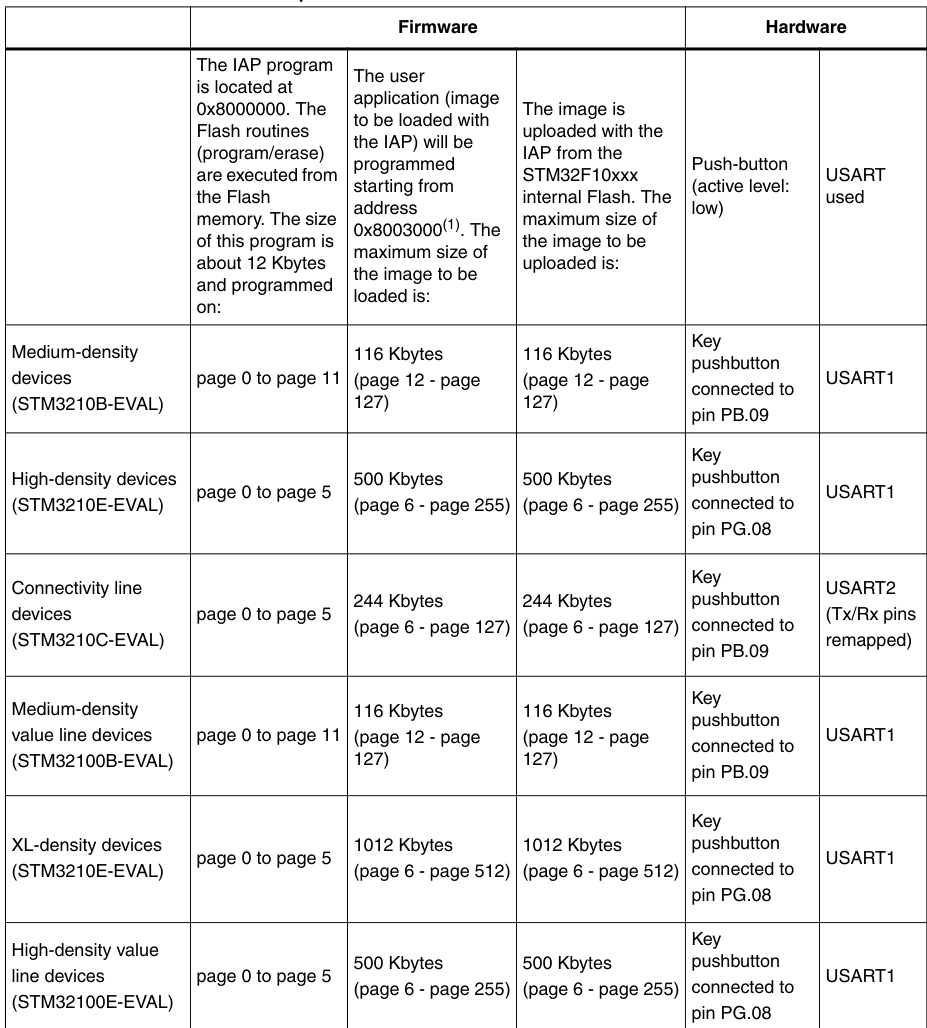 Firmware
Hardware
The IAP program
is located at
0x8000000. The
Flash routines
(program/erase)
are executed from
the Flash
memory. The size
of this program is
about 12 Kbytes
and programmed
on:
The user
application (image
to be loaded with
the IAP) will be
programmed
starting from
address
0x8003000(1). The
maximum size of
the image to be
loaded is:
The image is
uploaded with the
IAP from the
STM32F10xxx
internal Flash. The
maximum size of
the image to be
uploaded is:
Push-button
(active level:
low)
USART
used
Medium-density
devices
(STM3210B-EVAL)
page 0 to page 11
116 Kbytes
(page 12 - page
127)
116 Kbytes
(page 12 - page
127)
Key
pushbutton
connected to
pin PB.09
USART1
High-density devices
(STM3210E-EVAL)
page 0 to page 5
500 Kbytes
(page 6 - page 255)
500 Kbytes
(page 6 - page 255)
Key
pushbutton
connected to
pin PG.08
USART1
Connectivity line
devices
(STM3210C-EVAL)
page 0 to page 5
244 Kbytes
(page 6 - page 127)
244 Kbytes
(page 6 - page 127)
Key
pushbutton
connected to
pin PB.09
USART2
(Tx/Rx pins
remapped)
Medium-density
value line devices
(STM32100B-EVAL)
page 0 to page 11
116 Kbytes
(page 12 - page
127)
116 Kbytes
(page 12 - page
127)
Key
pushbutton
connected to
pin PB.09
USART1
XL-density devices
(STM3210E-EVAL)
page 0 to page 5
1012 Kbytes
(page 6 - page 512)
1012 Kbytes
(page 6 - page 512)
Key
pushbutton
connected to
pin PG.08
USART1
High-density value
line devices
(STM32100E-EVAL)
page 0 to page 5
500 Kbytes
(page 6 - page 255)
500 Kbytes
(page 6 - page 255)
Key
pushbutton
connected to
pin PG.08
USART1